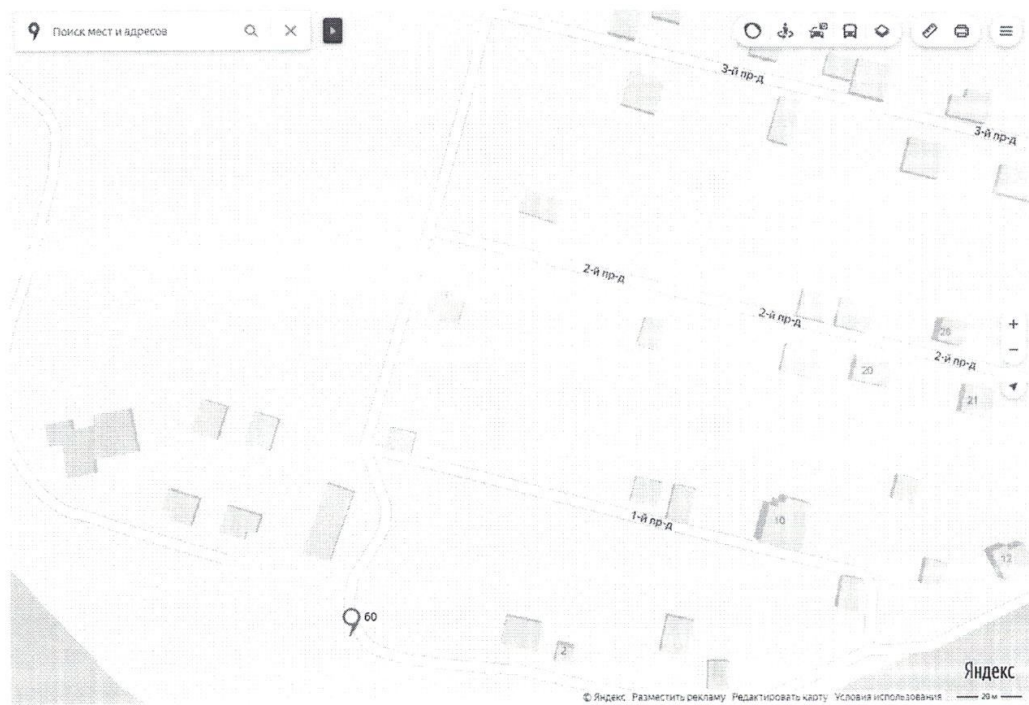 Поиск мест и адресов
3-й пр-д
3-й пр-д
2-й пр-д
2-й пр-д
2-й пр-д
28
20
21
1-й пр-д
10
12
60
2
Яндекс
© Яндекс Разместить рекламу Редактировать карту Условия использования 20 м